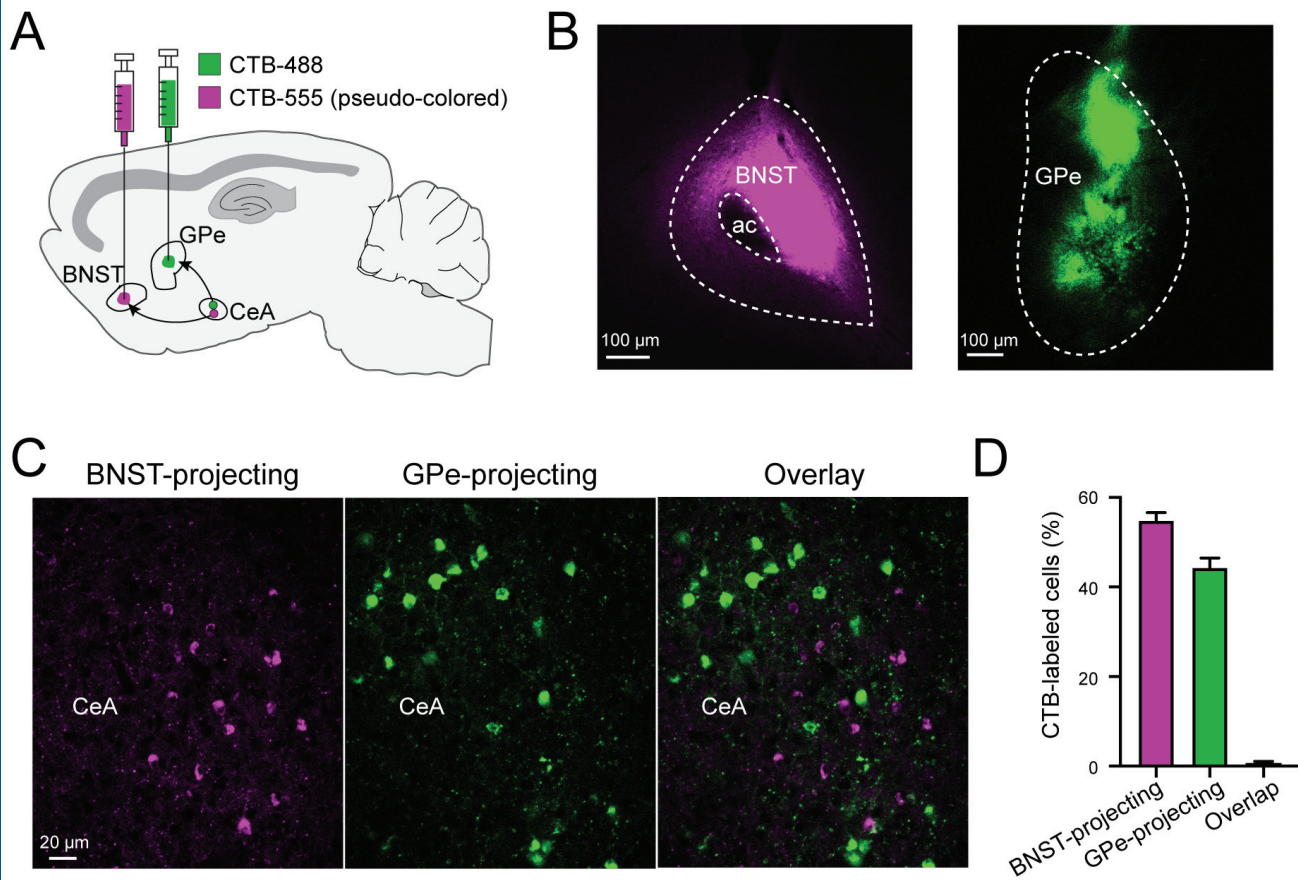 A
CTB-488
CTB-555 (pseudo-colored)
GPe
BNST
CeA
B
BNST
ac
100 µm
GPe
100 µm
C
BNST-projecting
GPe-projecting
Overlay
CeA
CeA
CeA
20 µm
D
CTB-labeled cells (%)
60
40
20
0
BNST-projecting
GPe-projecting
Overlap